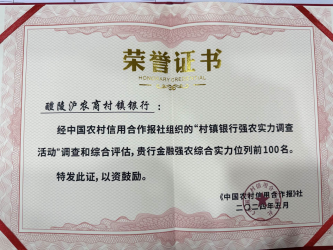 荣誉证书
HONORARY CREDENTIAL
醴陵沪农商村镇银行：
经中国农村信用合作报社组织的“村镇银行强农实力调查
活动”调查和综合评估，贵行金融强农综合实力位列前100名。
特发此证，以资鼓励。
《中国农村信用合作报》社
二〇二四年五月